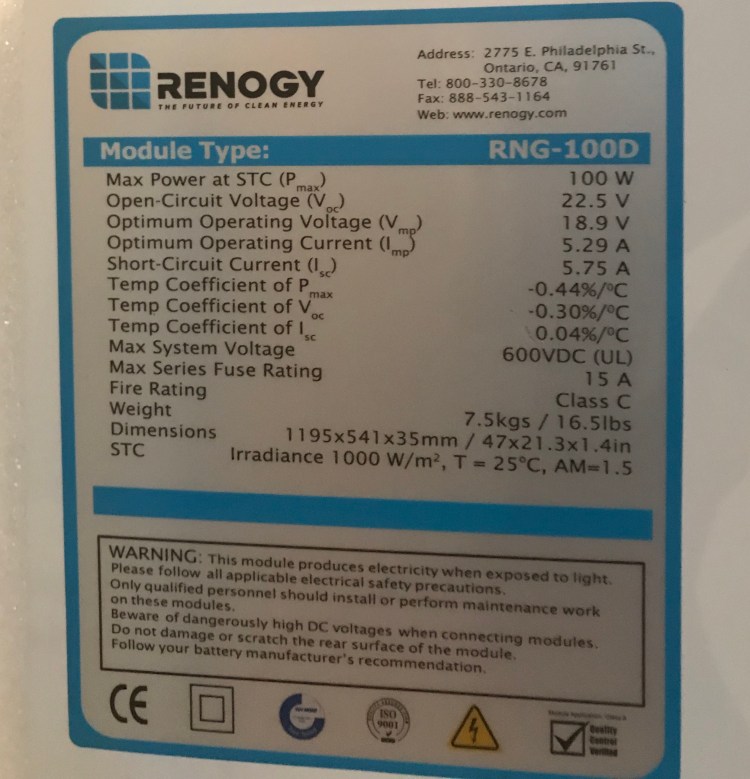 RENOGY
THE FUTURE OF CLEAN ENERGY
Address: 2775 E. Philadelphia St.,
Ontario, CA, 91761
Tel: 800-330-8678
Fax: 888-543-1164
Web: www.renogy.com
Module Type: RNG-100D
Max Power at STC (Pmax) 100 W
Open-Circuit Voltage (Voc) 22.5 V
Optimum Operating Voltage (Vmp) 18.9 V
Optimum Operating Current (Imp) 5.29 A
Short-Circuit Current (Isc) 5.75 A
Temp Coefficient of Pmax -0.44%/°C
Temp Coefficient of Voc -0.30%/°C
Temp Coefficient of Isc 0.04%/°C
Max System Voltage 600VDC (UL)
Max Series Fuse Rating 15 A
Fire Rating Class C
Weight 7.5kgs / 16.5lbs
Dimensions 1195x541x35mm / 47x21.3x1.4in
STC Irradiance 1000 W/m², T = 25°C, AM=1.5
WARNING: This module produces electricity when exposed to light.
Please follow all applicable electrical safety precautions.
Only qualified personnel should install or perform maintenance work
on these modules.
Beware of dangerously high DC voltages when connecting modules.
Do not damage or scratch the rear surface of the module.
Follow your battery manufacturer's recommendation.
CE
ISO
9001
Module Application: Class A
Quality
Control
Verified